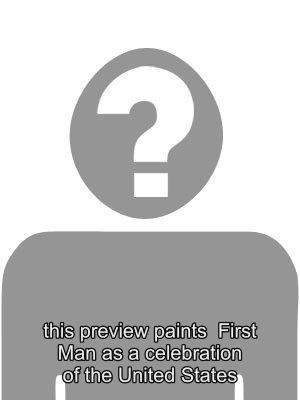 ?
this preview paints  First
Man as a celebration
of the United States